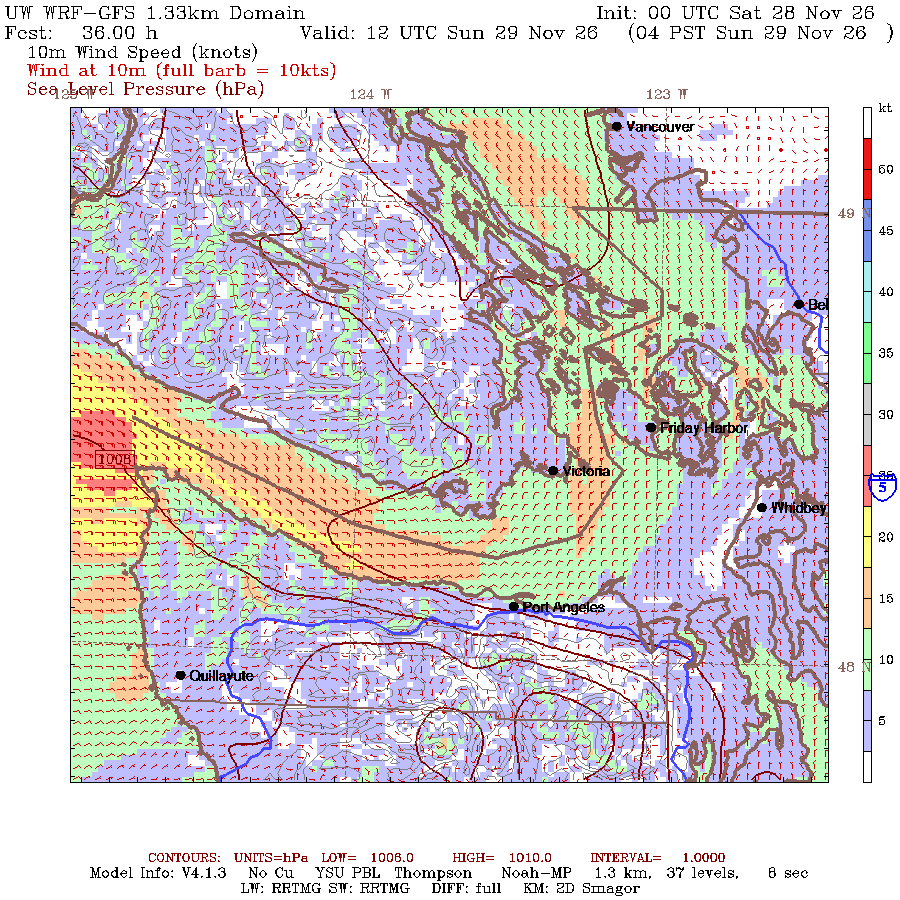 UW WRF-GFS 1.33km Domain Init: 00 UTC Sat 28 Nov 26
Fcst: 36.00 h Valid: 12 UTC Sun 29 Nov 26 (04 PST Sun 29 Nov 26 )
10m Wind Speed (knots)
Wind at 10m (full barb = 10kts)
Sea Level Pressure (hPa)
125 W 124 W 123 W
kt
Vancouver
60
49 N
45
Bel
40
35
30
Friday Harbor
1008
Victoria
25
5
Whidbey
20
15
Port Angeles
48 N
10
Quillayute
5
CONTOURS: UNITS=hPa LOW= 1006.0 HIGH= 1010.0 INTERVAL= 1.0000
Model Info: V4.1.3 No Cu YSU PBL Thompson Noah-MP 1.3 km, 37 levels, 8 sec
LW: RRTMG SW: RRTMG DIFF: full KM: 2D Smagor